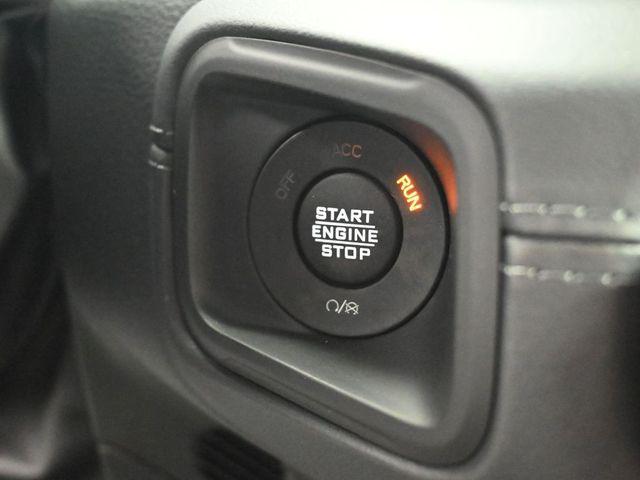 ACC
OFF
RUN
START
ENGINE
STOP